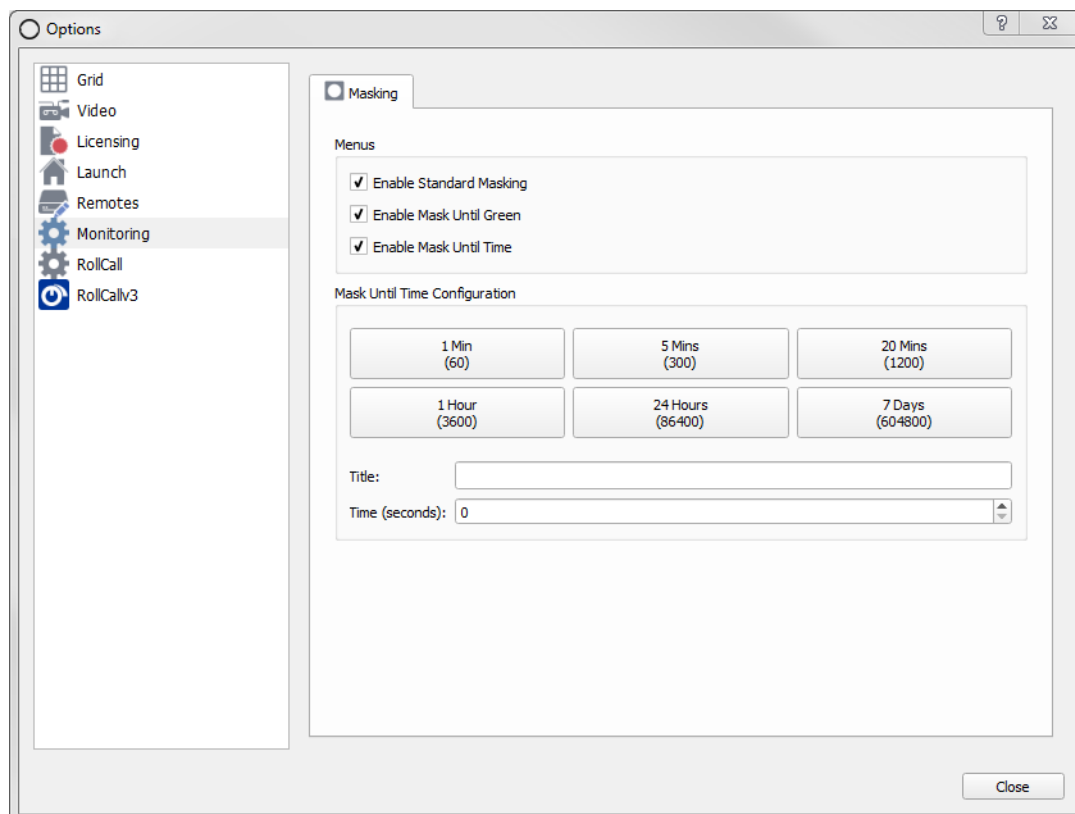 Options
Grid
Video
Licensing
Launch
Remotes
Monitoring
RollCall
RollCallv3
Masking
Menus
Enable Standard Masking
Enable Mask Until Green
Enable Mask Until Time
Mask Until Time Configuration
1 Min
(60)
5 Mins
(300)
20 Mins
(1200)
1 Hour
(3600)
24 Hours
(86400)
7 Days
(604800)
Title:
Time (seconds): 0
Close